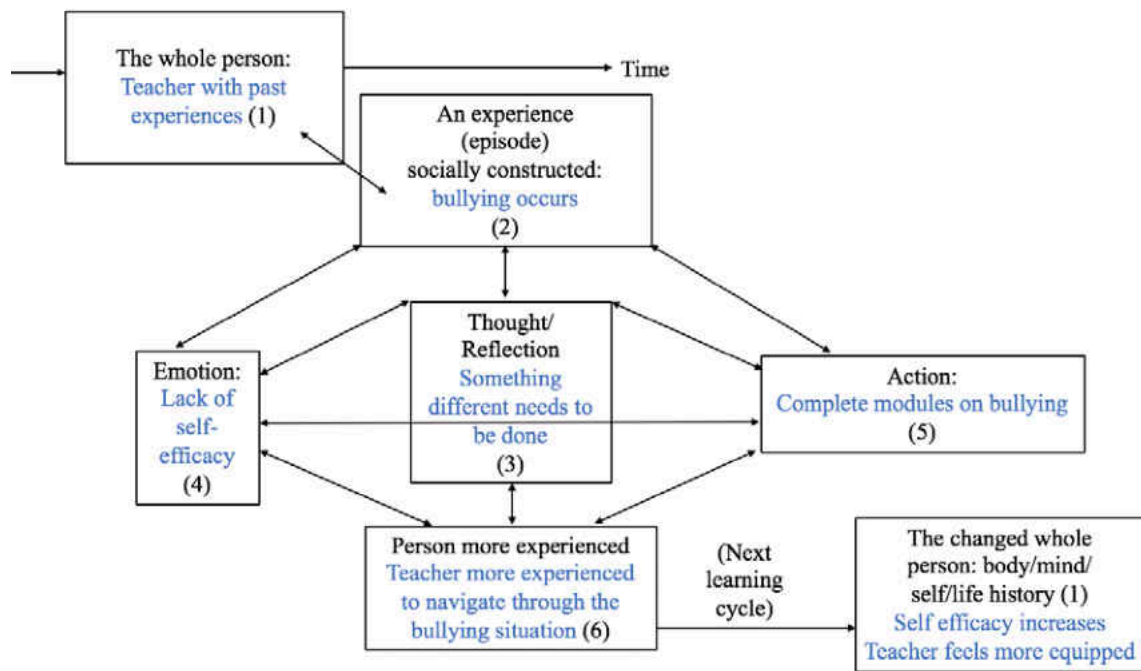 The whole person:
Teacher with past
experiences (1)
Time
An experience
(episode)
socially constructed:
bullying occurs
(2)
Thought/
Reflection
Something
different needs to
be done
(3)
Emotion:
Lack of
self-
efficacy
(4)
Action:
Complete modules on bullying
(5)
Person more experienced
Teacher more experienced
to navigate through the
bullying situation (6)
(Next
learning
cycle)
The changed whole
person: body/mind/
self/life history (1)
Self efficacy increases
Teacher feels more equipped